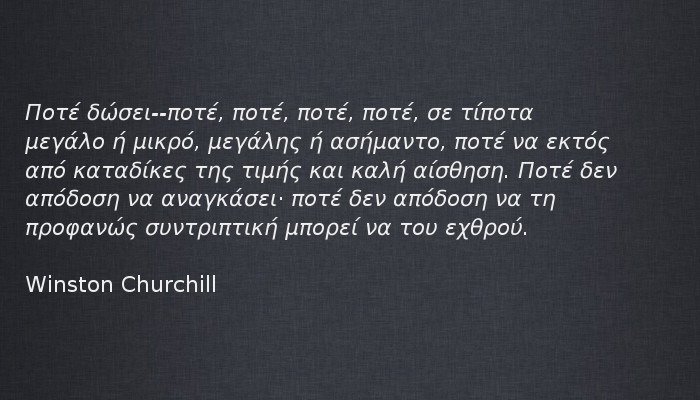 Ποτέ δώσει--ποτέ, ποτέ, ποτέ, ποτέ, σε τίποτα
μεγάλο ή μικρό, μεγάλης ή ασήμαντο, ποτέ να εκτός
από καταδίκες της τιμής και καλή αίσθηση. Ποτέ δεν
απόδοση να αναγκάσει· ποτέ δεν απόδοση να τη
προφανώς συντριπτική μπορεί να του εχθρού.
Winston Churchill